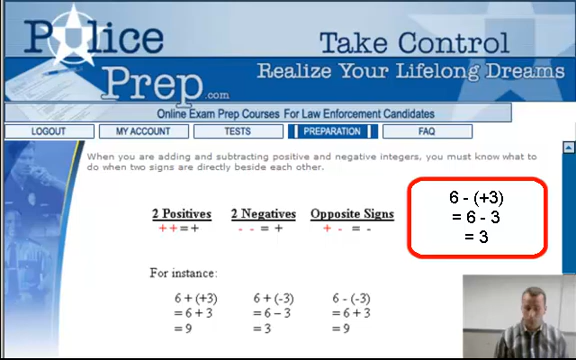 Police
Prep.com
Take Control
Realize Your Lifelong Dreams
Online Exam Prep Courses For Law Enforcement Candidates
LOGOUT MY ACCOUNT TESTS PREPARATION FAQ
When you are adding and subtracting positive and negative integers, you must know what to
do when two signs are directly beside each other.
2 Positives 2 Negatives Opposite Signs
+ + = + - - = + + - = -
6 - (+3)
= 6 - 3
= 3
For instance:
6 + (+3) 6 + (-3) 6 - (-3)
= 6 + 3 = 6 – 3 = 6 + 3
= 9 = 3 = 9